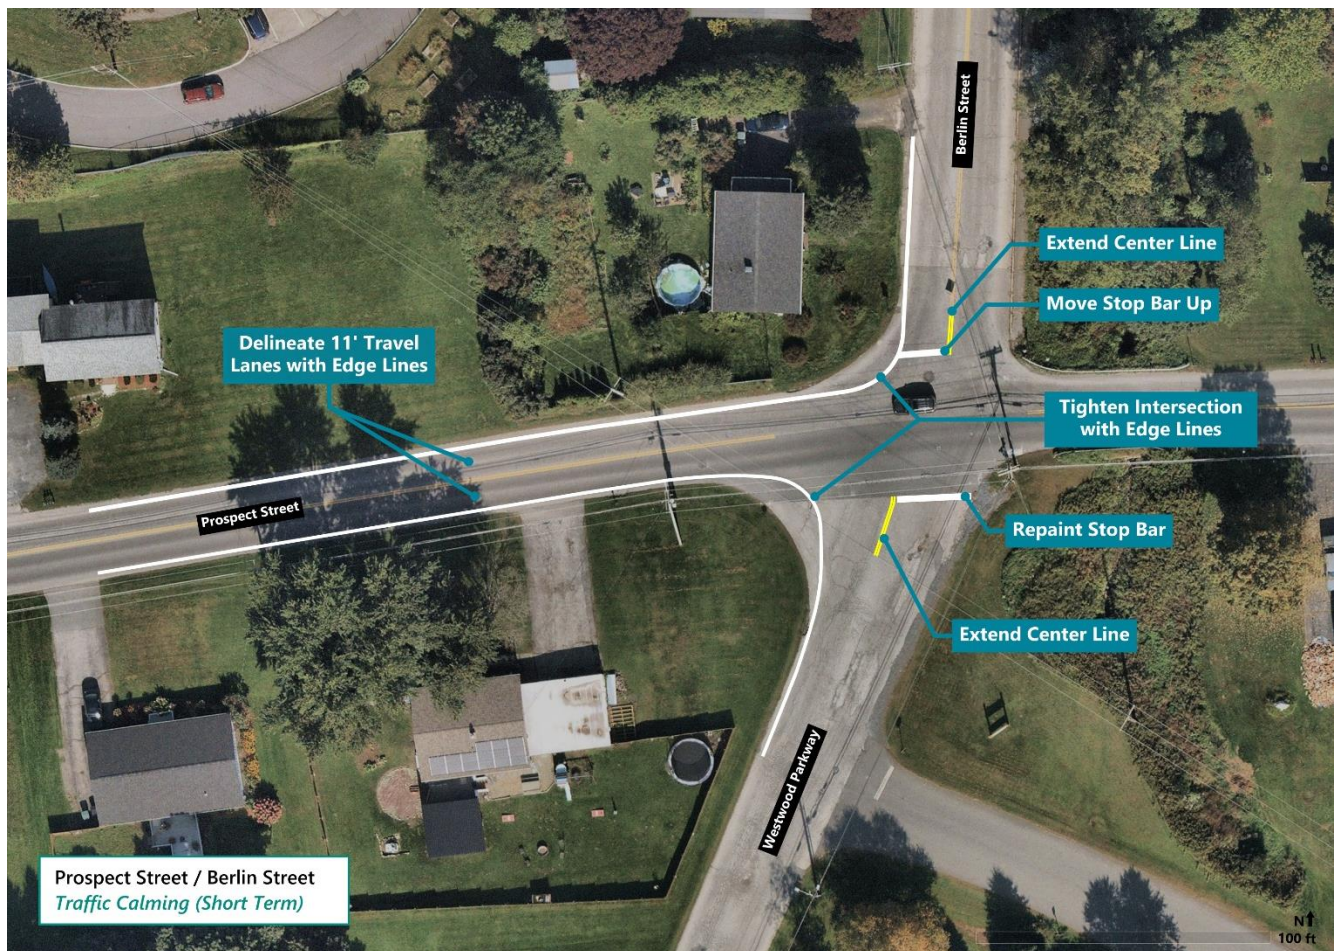 Berlin Street
Extend Center Line
Move Stop Bar Up
Delineate 11' Travel
Lanes with Edge Lines
Tighten Intersection
with Edge Lines
Prospect Street
Repaint Stop Bar
Extend Center Line
Westwood Parkway
Prospect Street / Berlin Street
Traffic Calming (Short Term)
N
100 ft